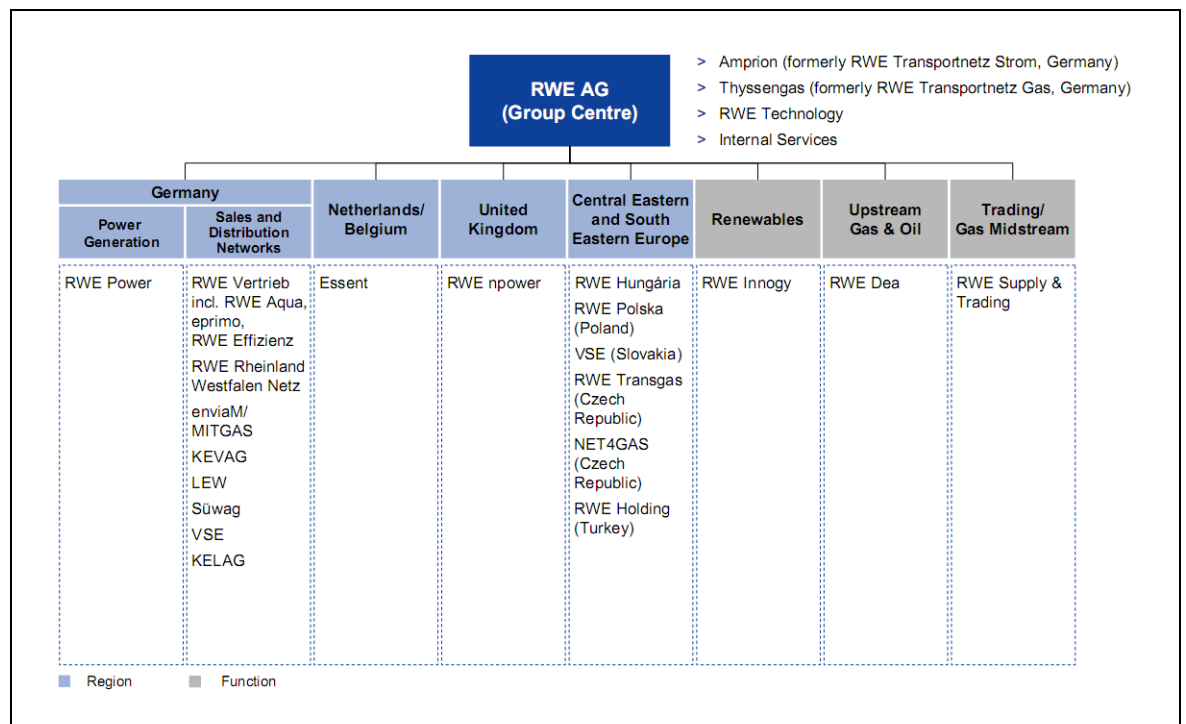 RWE AG
(Group Centre)
> Amprion (formerly RWE Transportnetz Strom, Germany)
> Thyssengas (formerly RWE Transportnetz Gas, Germany)
> RWE Technology
> Internal Services
Germany
Power
Generation
Sales and
Distribution
Networks
Netherlands/
Belgium
United
Kingdom
Central Eastern
and South
Eastern Europe
Renewables
Upstream
Gas & Oil
Trading/
Gas Midstream
RWE Power
RWE Vertrieb
incl. RWE Aqua,
eprimo,
RWE Effizienz
RWE Rheinland
Westfalen Netz
enviaM/
MITGAS
KEVAG
LEW
Süwag
VSE
KELAG
Essent
RWE npower
RWE Hungária
RWE Polska
(Poland)
VSE (Slovakia)
RWE Transgas
(Czech
Republic)
NET4GAS
(Czech
Republic)
RWE Holding
(Turkey)
RWE Innogy
RWE Dea
RWE Supply &
Trading
Region
Function